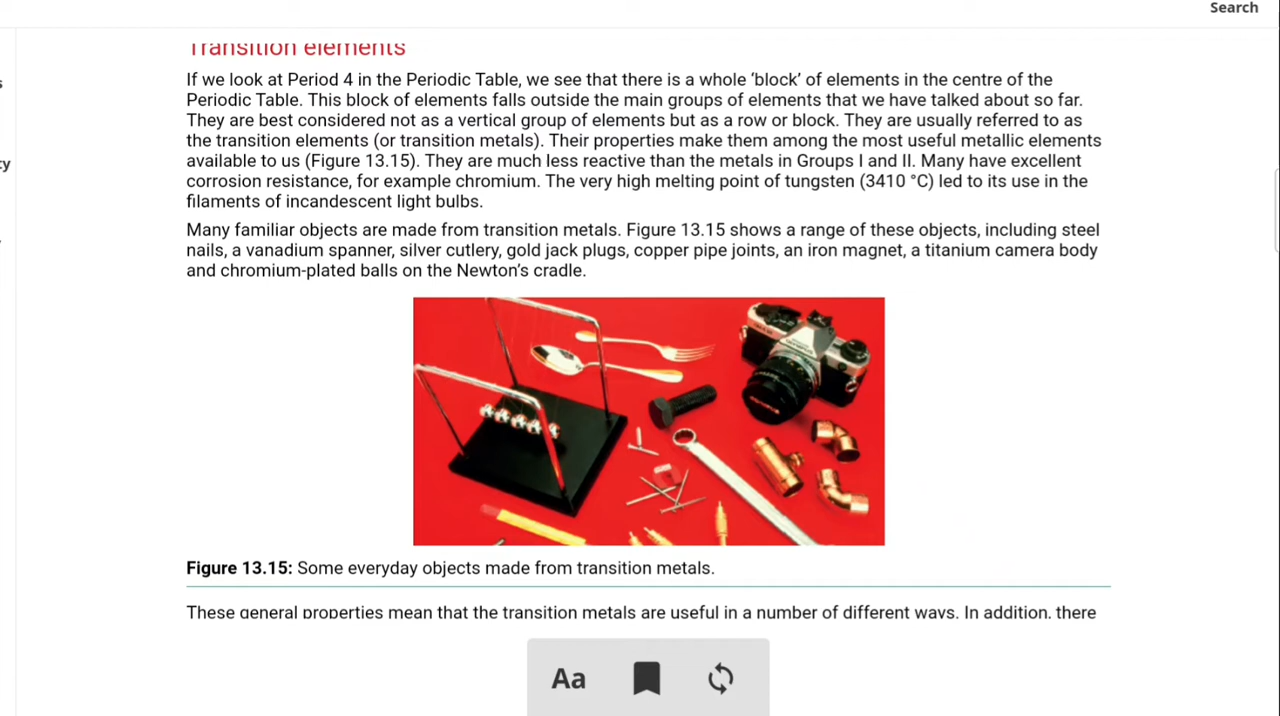 Search
Transition elements
If we look at Period 4 in the Periodic Table, we see that there is a whole ‘block’ of elements in the centre of the
Periodic Table. This block of elements falls outside the main groups of elements that we have talked about so far.
They are best considered not as a vertical group of elements but as a row or block. They are usually referred to as
the transition elements (or transition metals). Their properties make them among the most useful metallic elements
available to us (Figure 13.15). They are much less reactive than the metals in Groups I and II. Many have excellent
corrosion resistance, for example chromium. The very high melting point of tungsten (3410 °C) led to its use in the
filaments of incandescent light bulbs.
Many familiar objects are made from transition metals. Figure 13.15 shows a range of these objects, including steel
nails, a vanadium spanner, silver cutlery, gold jack plugs, copper pipe joints, an iron magnet, a titanium camera body
and chromium-plated balls on the Newton’s cradle.
Figure 13.15: Some everyday objects made from transition metals.
These general properties mean that the transition metals are useful in a number of different ways. In addition, there
Aa